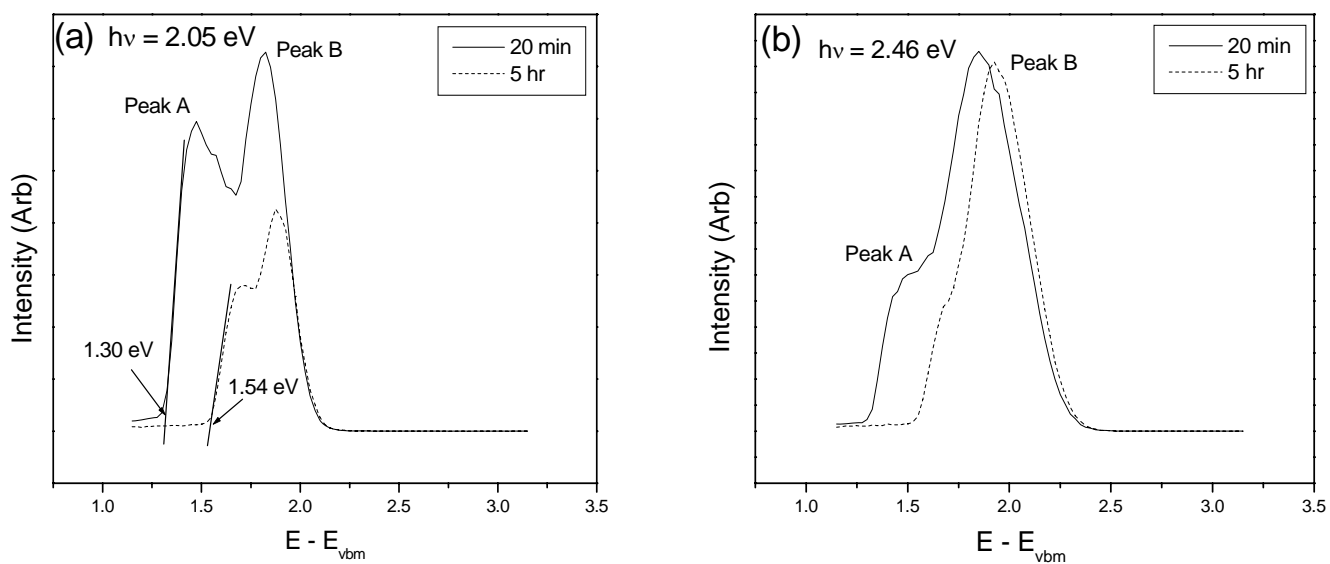 (a) hν = 2.05 eV
Peak B
20 min
5 hr
Peak A
1.30 eV
1.54 eV
Intensity (Arb)
1.0 1.5 2.0 2.5 3.0 3.5
E - Evbm
(b) hν = 2.46 eV
Peak B
20 min
5 hr
Peak A
Intensity (Arb)
1.0 1.5 2.0 2.5 3.0 3.5
E - Evbm